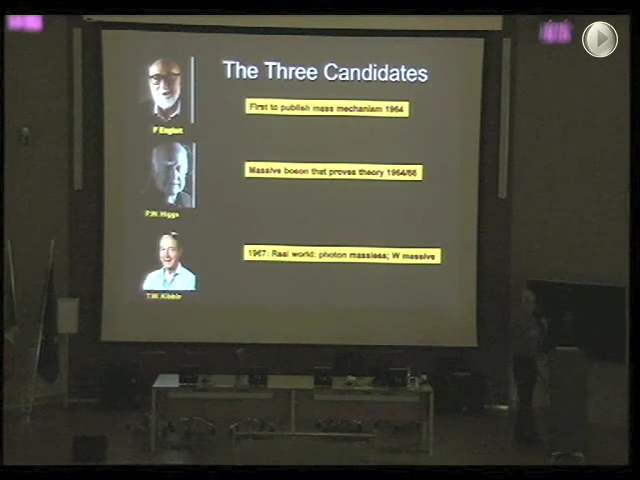 The Three Candidates
First to publish mass mechanism 1964
F Englert
Massive boson that proves theory 1964/66
P.W. Higgs
1967: Real world: photon massless; W massive
T.W. Kibble